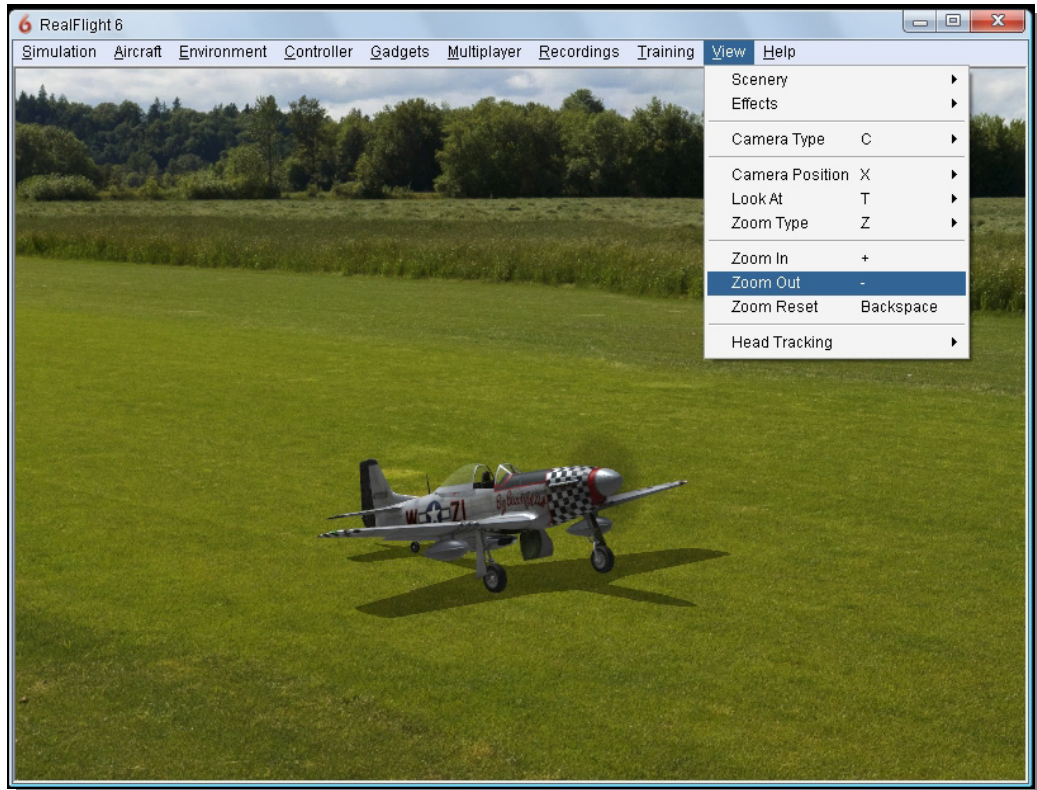 6 RealFlight 6
Simulation Aircraft Environment Controller Gadgets Multiplayer Recordings Training View Help
Scenery
Effects
Camera Type C
Camera Position X
Look At T
Zoom Type Z
Zoom In +
Zoom Out -
Zoom Reset Backspace
Head Tracking
W Z1